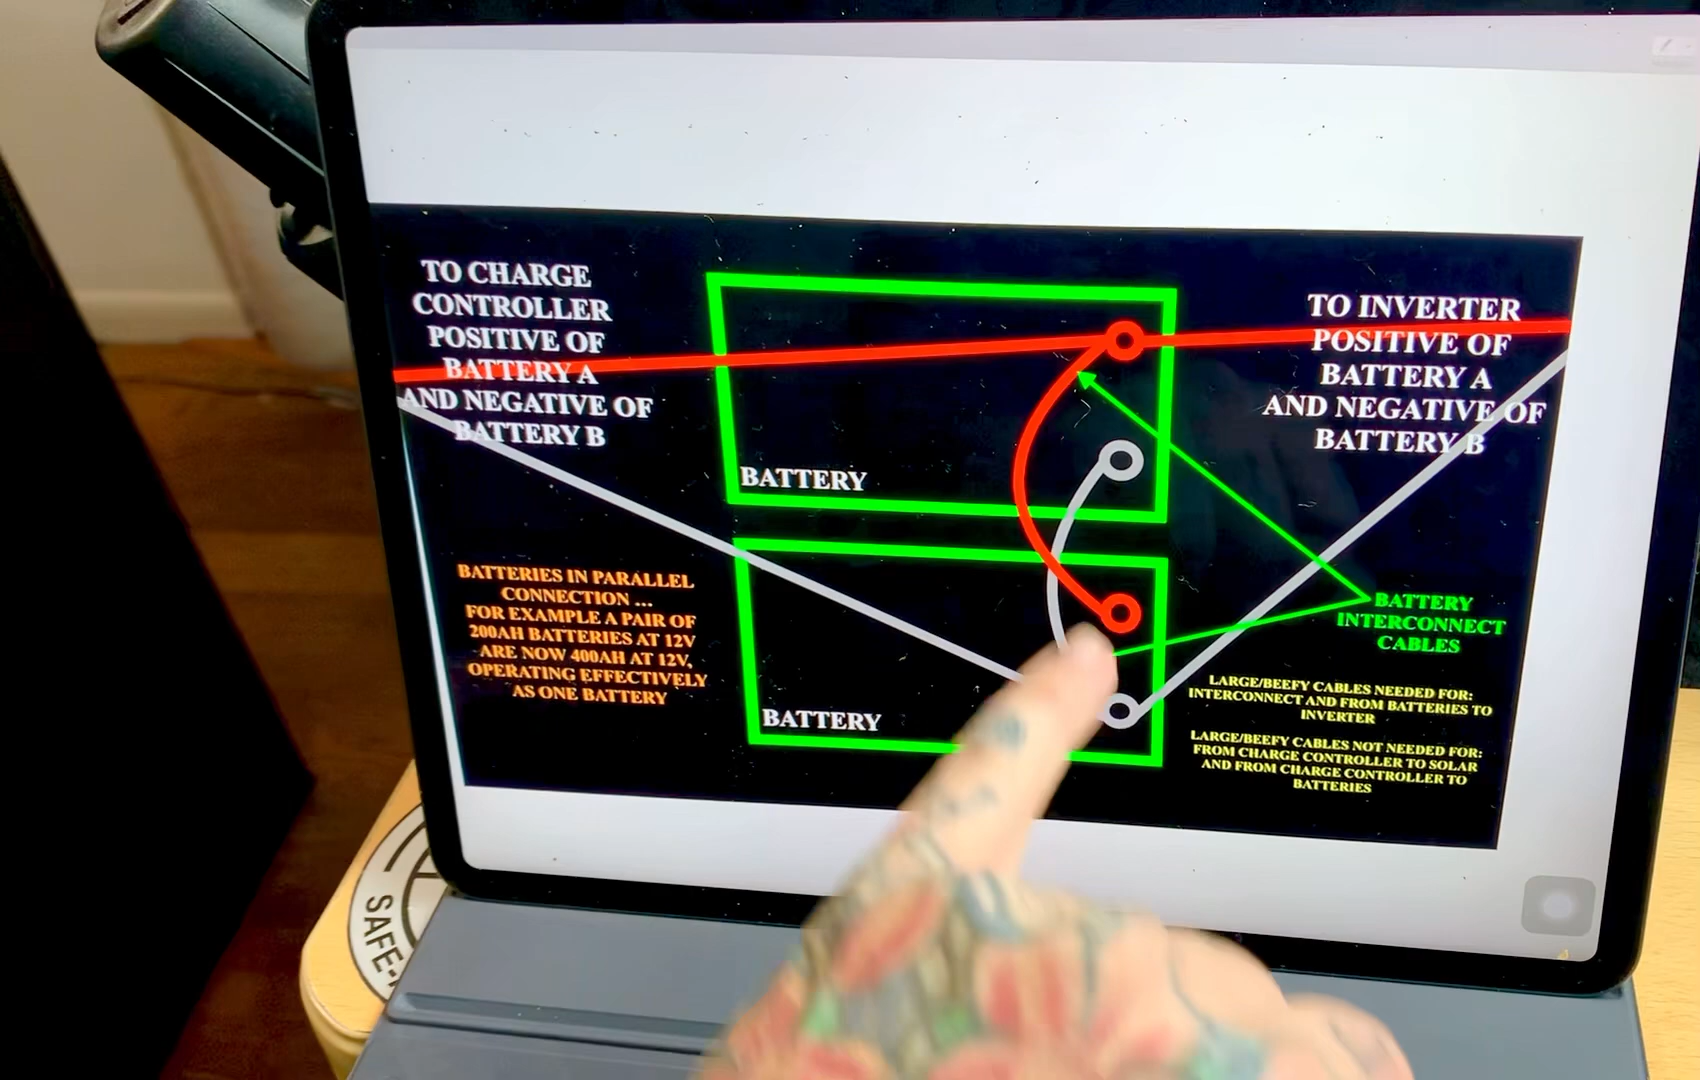 TO CHARGE
CONTROLLER
POSITIVE OF
BATTERY A
AND NEGATIVE OF
BATTERY B
TO INVERTER
POSITIVE OF
BATTERY A
AND NEGATIVE OF
BATTERY B
BATTERY
BATTERIES IN PARALLEL
CONNECTION ...
FOR EXAMPLE A PAIR OF
200AH BATTERIES AT 12V
ARE NOW 400AH AT 12V,
OPERATING EFFECTIVELY
AS ONE BATTERY
BATTERY
BATTERY
INTERCONNECT
CABLES
LARGE/BEEFY CABLES NEEDED FOR:
INTERCONNECT AND FROM BATTERIES TO
INVERTER
LARGE/BEEFY CABLES NOT NEEDED FOR:
FROM CHARGE CONTROLLER TO SOLAR
AND FROM CHARGE CONTROLLER TO
BATTERIES
SAFE-